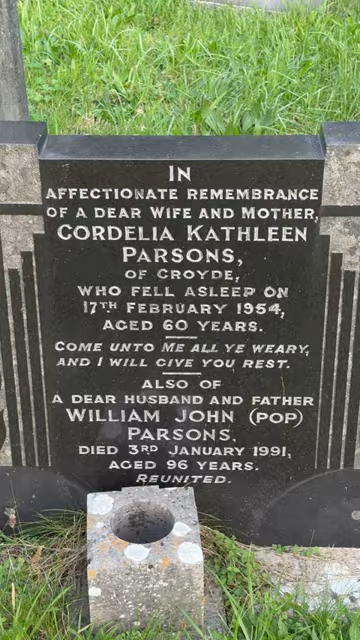 IN
AFFECTIONATE REMEMBRANCE
OF A DEAR WIFE AND MOTHER,
CORDELIA KATHLEEN
PARSONS,
OF CROYDE,
WHO FELL ASLEEP ON
17TH FEBRUARY 1954,
AGED 60 YEARS.
COME UNTO ME ALL YE WEARY,
AND I WILL GIVE YOU REST.
ALSO OF
A DEAR HUSBAND AND FATHER
WILLIAM JOHN (POP)
PARSONS,
DIED 3RD JANUARY 1991,
AGED 96 YEARS.
REUNITED.